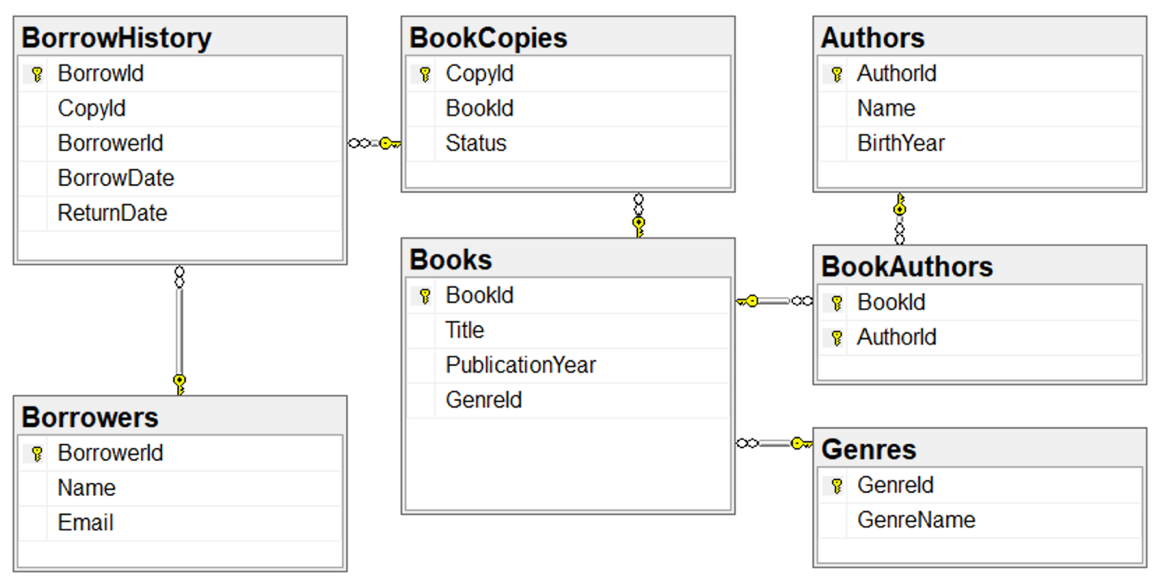 BorrowHistory
BorrowId
CopyId
BorrowerId
BorrowDate
ReturnDate
BookCopies
CopyId
BookId
Status
Authors
AuthorId
Name
BirthYear
Books
BookId
Title
PublicationYear
GenreId
BookAuthors
BookId
AuthorId
Borrowers
BorrowerId
Name
Email
Genres
GenreId
GenreName